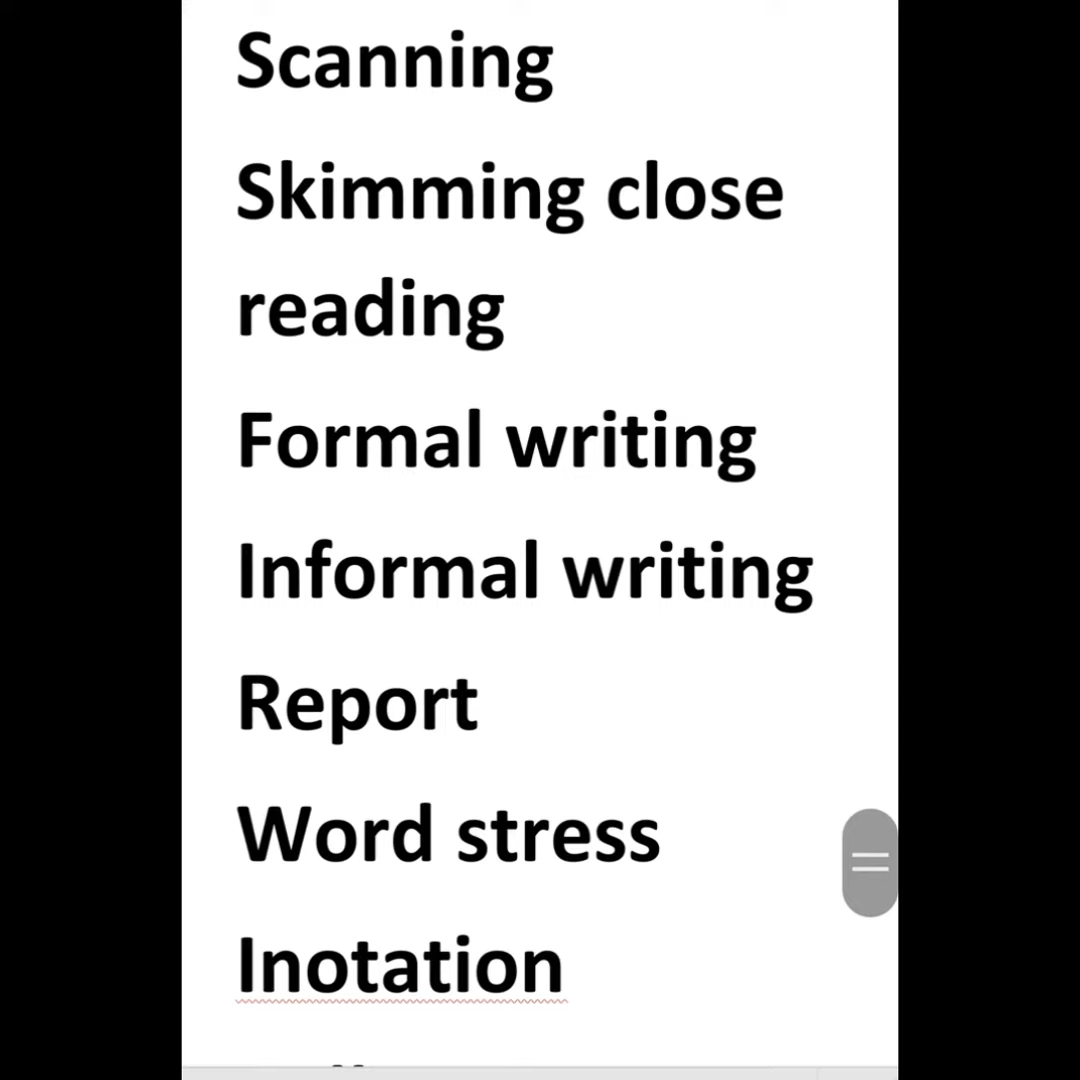 Scanning
Skimming close
reading
Formal writing
Informal writing
Report
Word stress
Inotation